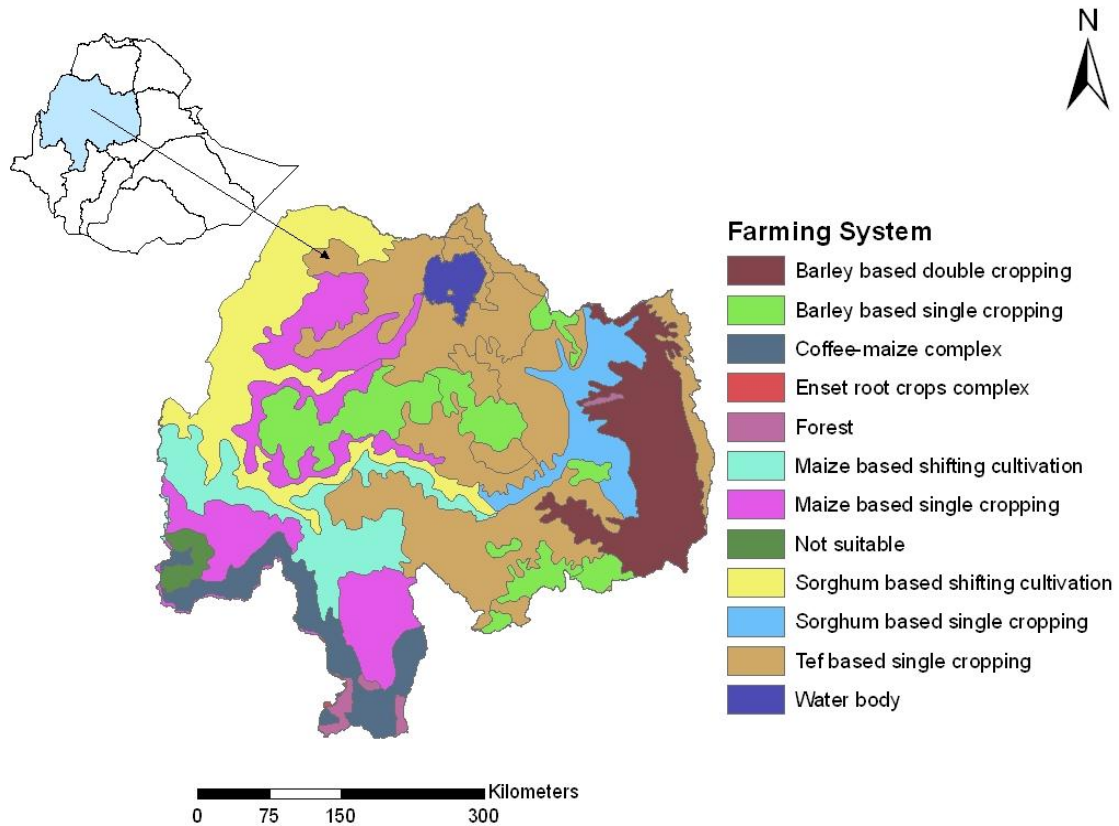 N
Farming System
Barley based double cropping
Barley based single cropping
Coffee-maize complex
Enset root crops complex
Forest
Maize based shifting cultivation
Maize based single cropping
Not suitable
Sorghum based shifting cultivation
Sorghum based single cropping
Tef based single cropping
Water body
Kilometers
0 75 150 300